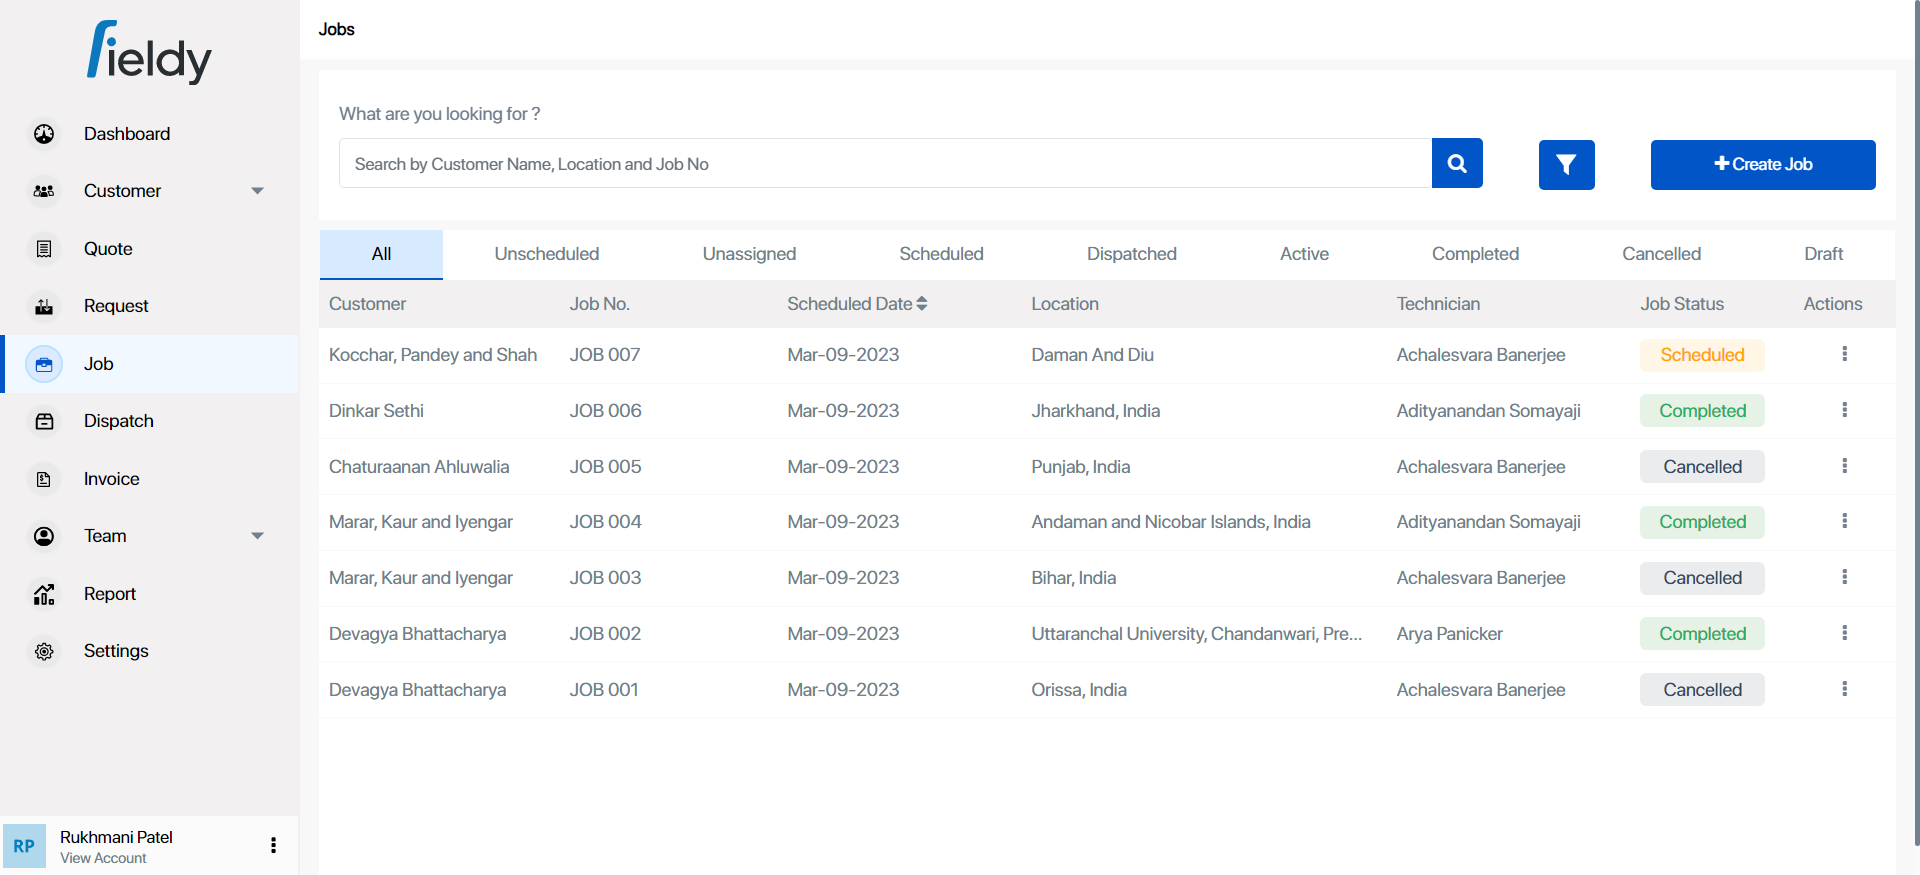 fieldy
Dashboard
Customer
Quote
Request
Job
Dispatch
Invoice
Team
Report
Settings
RP
Rukhmani Patel
View Account
Jobs
What are you looking for ?
Search by Customer Name, Location and Job No
Create Job
All Unscheduled Unassigned Scheduled Dispatched Active Completed Cancelled Draft
Customer Job No. Scheduled Date Location Technician Job Status Actions
Kocchar, Pandey and Shah JOB 007 Mar-09-2023 Daman And Diu Achalesvara Banerjee Scheduled
Dinkar Sethi JOB 006 Mar-09-2023 Jharkhand, India Adityanandan Somayaji Completed
Chaturaanan Ahluwalia JOB 005 Mar-09-2023 Punjab, India Achalesvara Banerjee Cancelled
Marar, Kaur and Iyengar JOB 004 Mar-09-2023 Andaman and Nicobar Islands, India Adityanandan Somayaji Completed
Marar, Kaur and Iyengar JOB 003 Mar-09-2023 Bihar, India Achalesvara Banerjee Cancelled
Devagya Bhattacharya JOB 002 Mar-09-2023 Uttaranchal University, Chandanwari, Pre... Arya Panicker Completed
Devagya Bhattacharya JOB 001 Mar-09-2023 Orissa, India Achalesvara Banerjee Cancelled